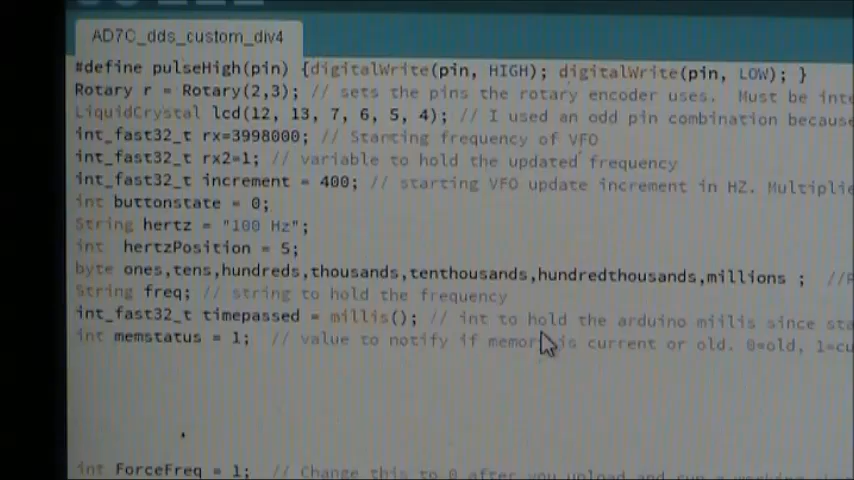 AD7C_dds_custom_div4
#define pulseHigh(pin) {digitalWrite(pin, HIGH); digitalWrite(pin, LOW); }
Rotary r = Rotary(2,3); // sets the pins the rotary encoder uses.  Must be inte
LiquidCrystal lcd(12, 13, 7, 6, 5, 4); // I used an odd pin combination because
int_fast32_t rx=3998000; // Starting frequency of VFO
int_fast32_t rx2=1; // variable to hold the updated frequency
int_fast32_t increment = 400; // starting VFO update increment in HZ. Multiplie
int buttonstate = 0;
String hertz = "100 Hz";
int  hertzPosition = 5;
byte ones,tens,hundreds,thousands,tenthousands,hundredthousands,millions ;  //P
String freq; // string to hold the frequency
int_fast32_t timepassed = millis(); // int to hold the arduino miilis since sta
int memstatus = 1;  // value to notify if memory is current or old. 0=old, 1=cu
int ForceFreq = 1;  // Change this to 0 after you upload and run a working